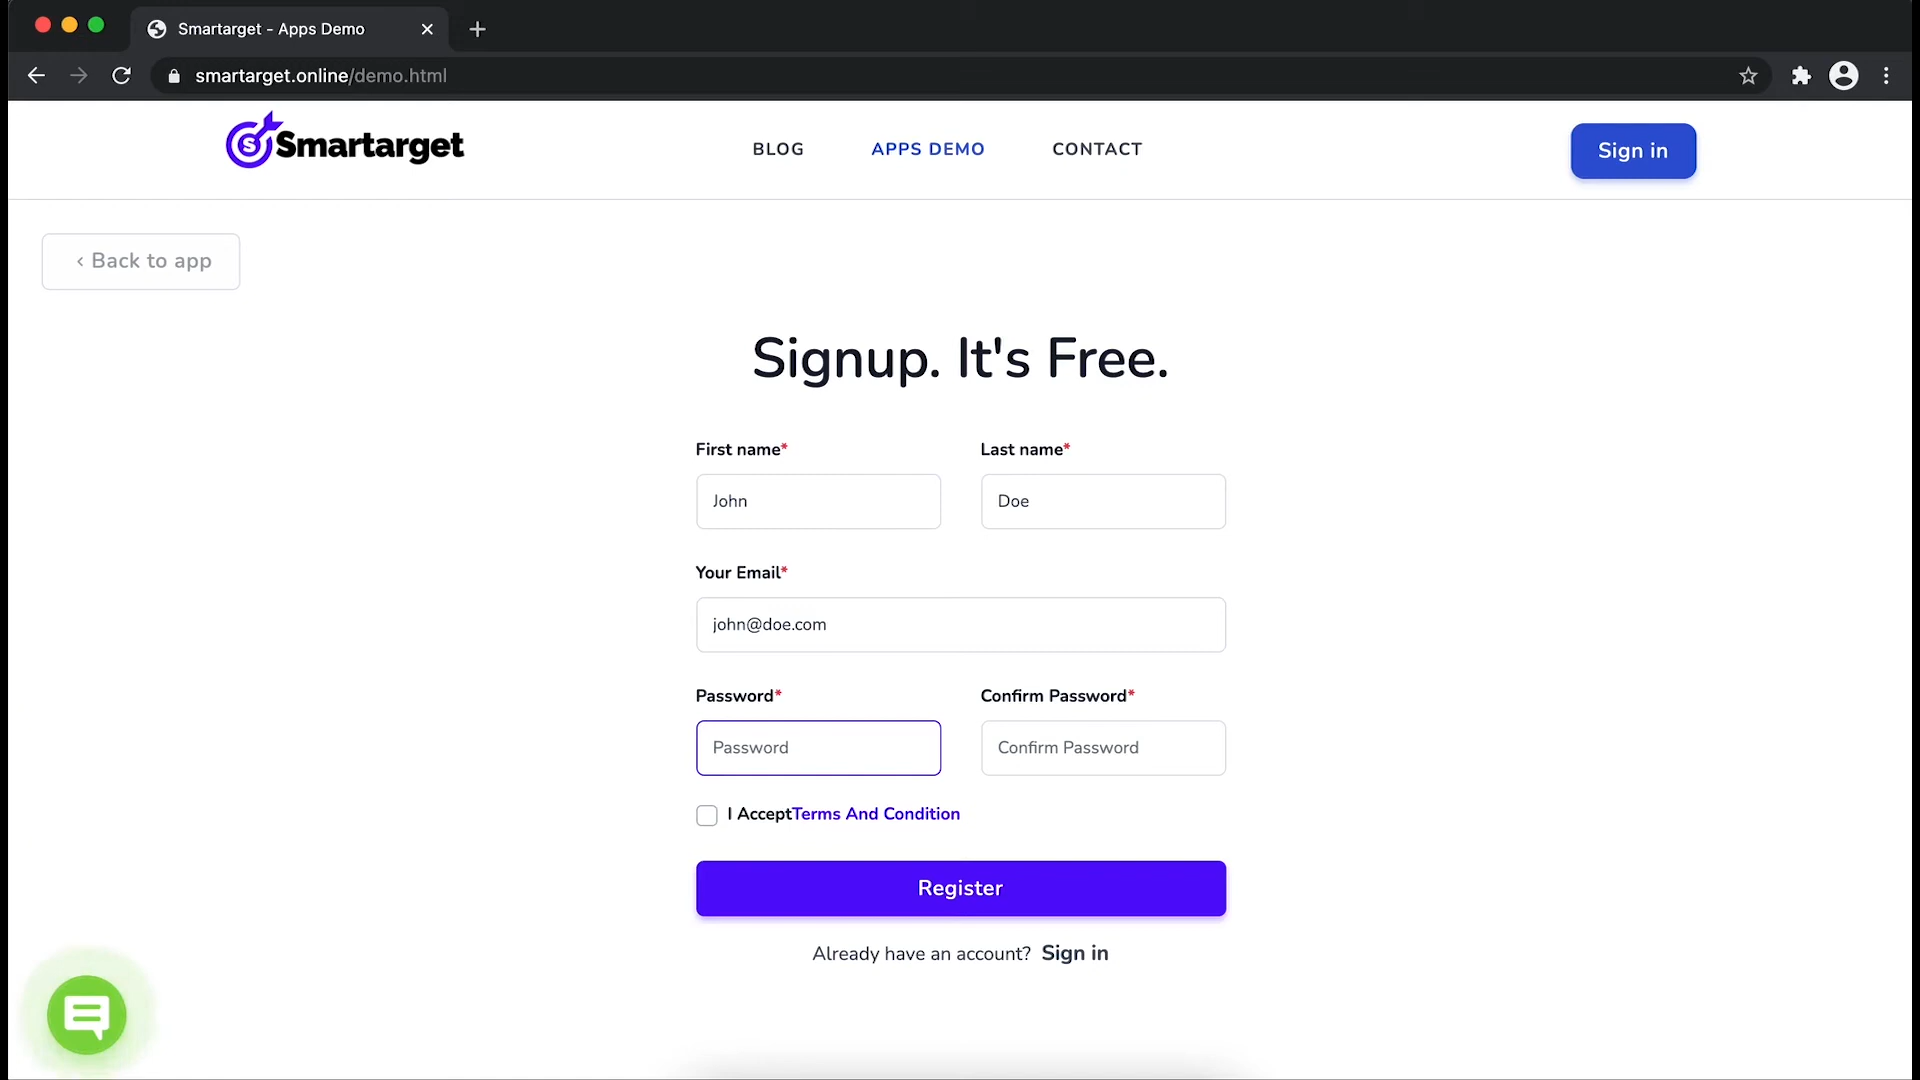 Smartarget - Apps Demo
smartarget.online/demo.html
Smartarget
BLOG
APPS DEMO
CONTACT
Sign in
‹ Back to app
Signup. It's Free.
First name*
Last name*
John
Doe
Your Email*
john@doe.com
Password*
Confirm Password*
Password
Confirm Password
I AcceptTerms And Condition
Register
Already have an account? Sign in